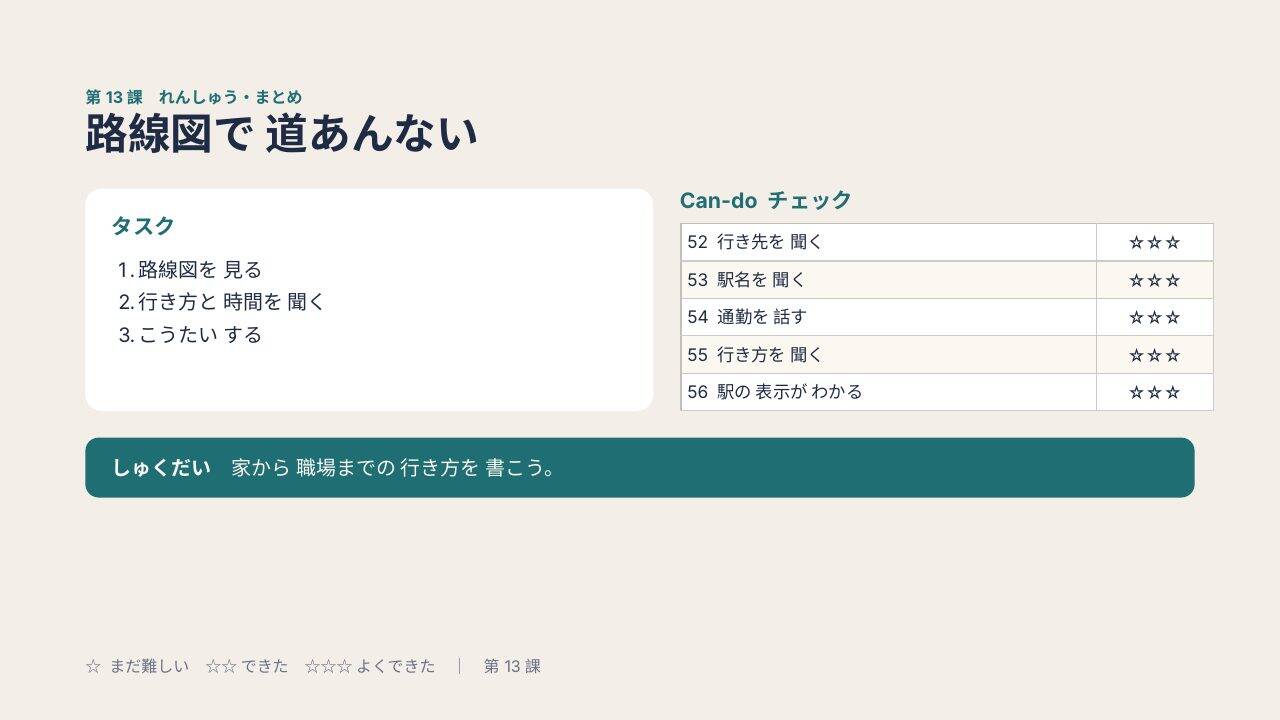 第 13 課　れんしゅう・まとめ
路線図で 道あんない
タスク
1. 路線図を 見る
2. 行き方と 時間を 聞く
3. こうたい する
Can-do チェック
52 行き先を 聞く ☆☆☆
53 駅名を 聞く ☆☆☆
54 通勤を 話す ☆☆☆
55 行き方を 聞く ☆☆☆
56 駅の 表示が わかる ☆☆☆
しゅくだい　家から 職場までの 行き方を 書こう。
☆ まだ難しい　☆☆ できた　☆☆☆ よくできた　｜　第 13 課